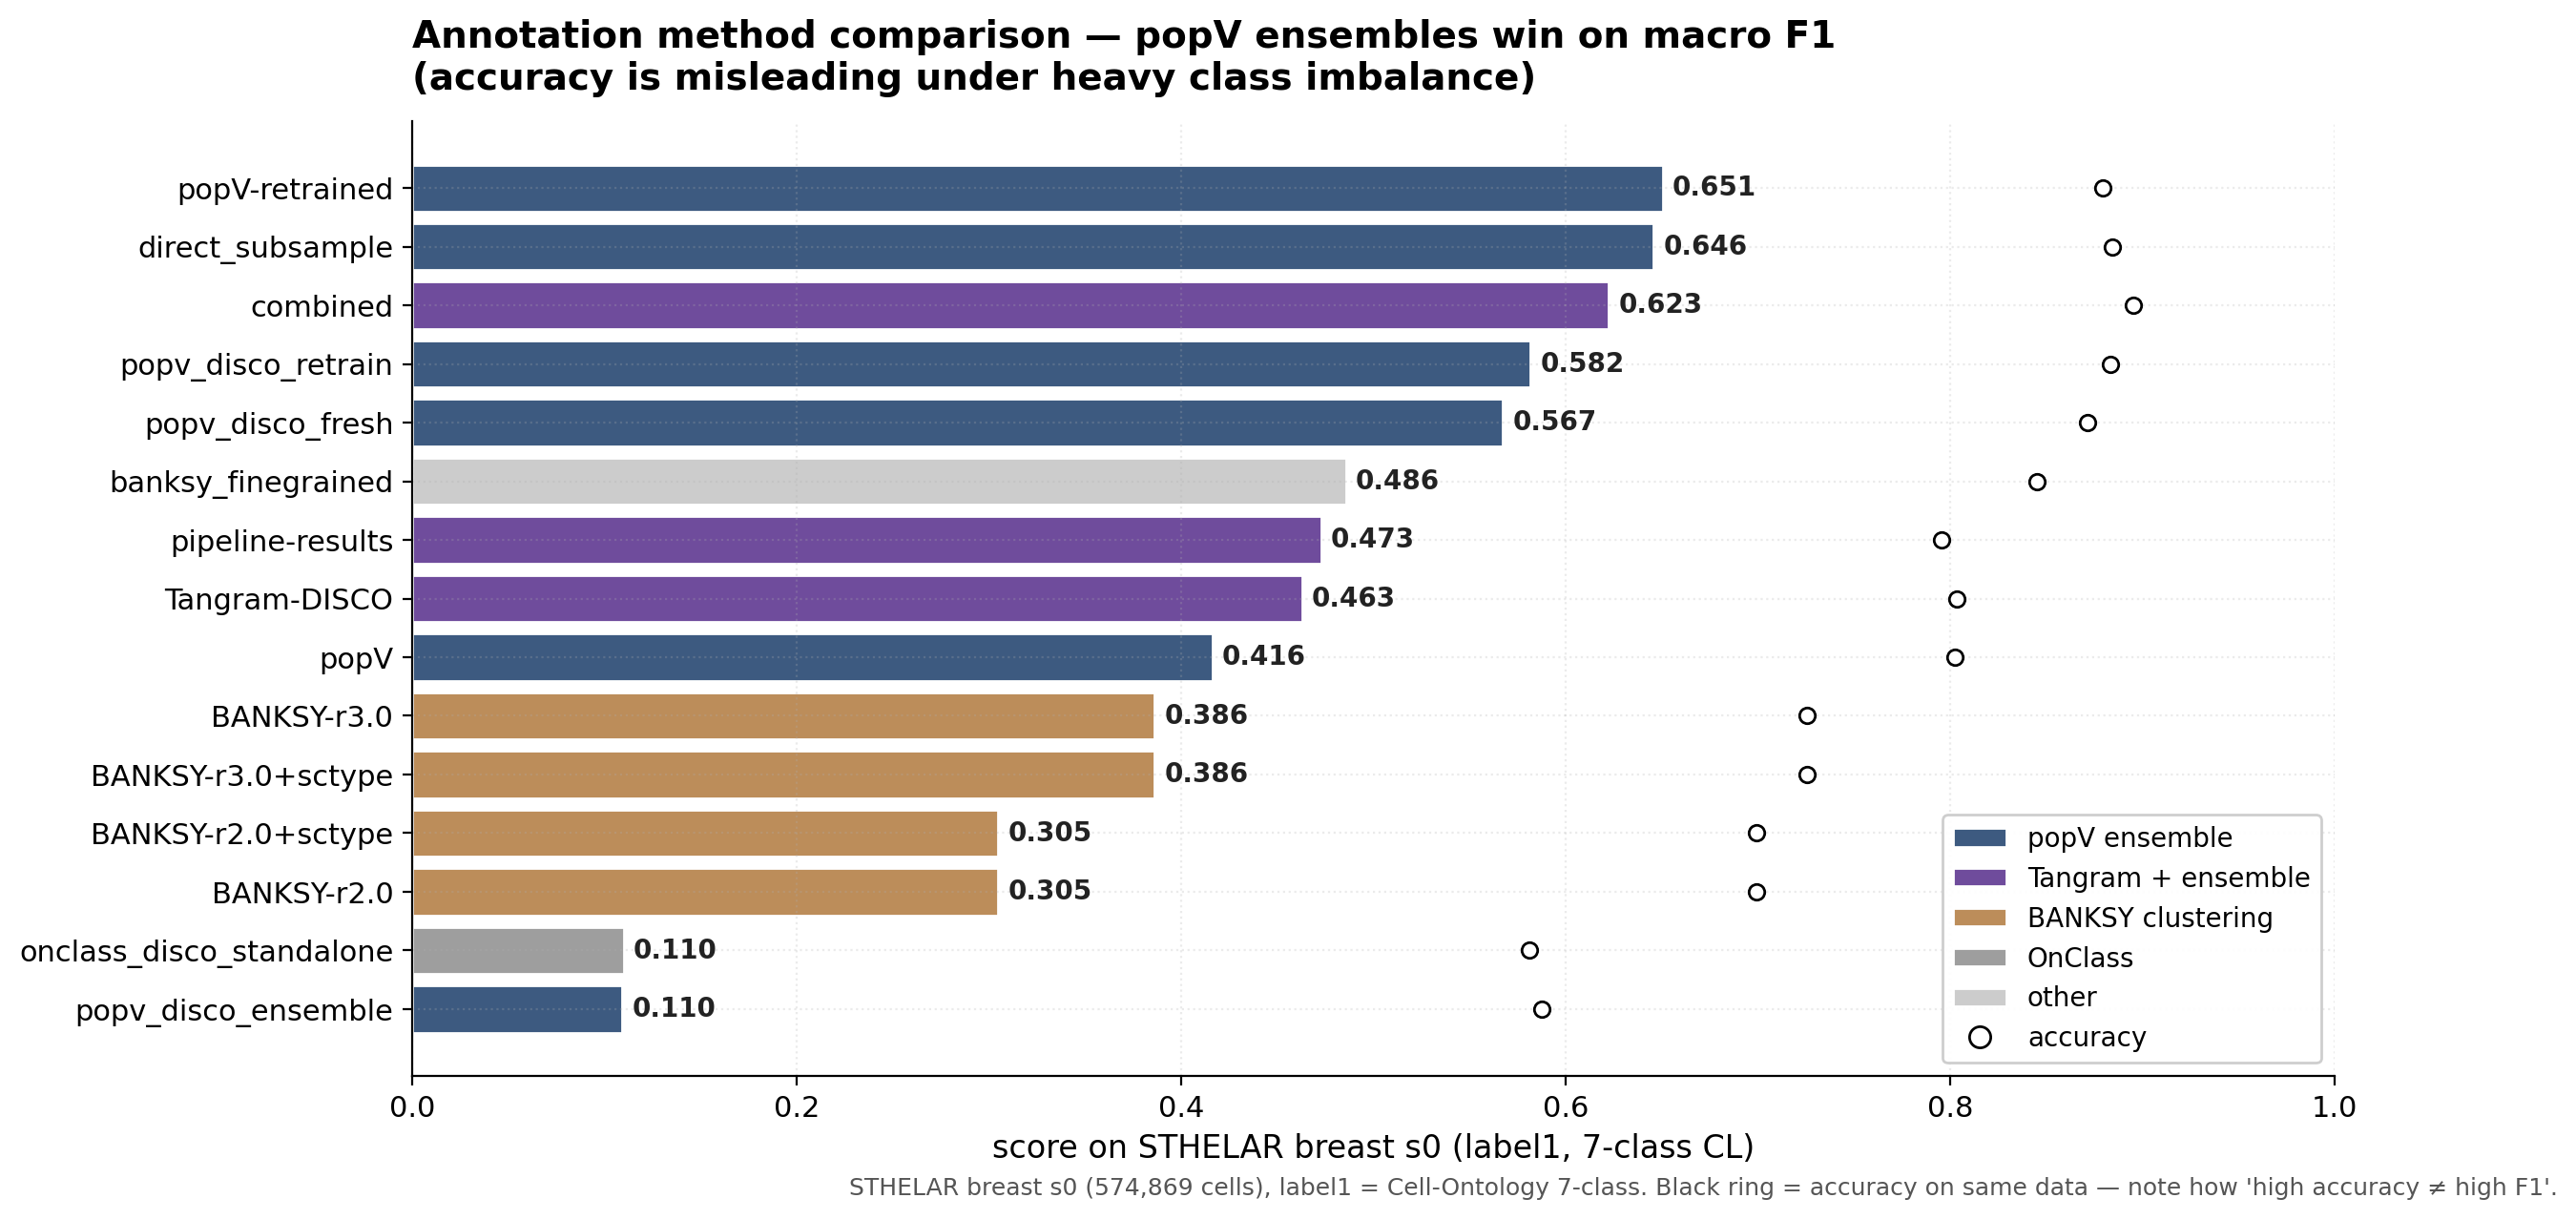 Annotation method comparison — popV ensembles win on macro F1
(accuracy is misleading under heavy class imbalance)
popV-retrained 0.651
direct_subsample 0.646
combined 0.623
popv_disco_retrain 0.582
popv_disco_fresh 0.567
banksy_finegrained 0.486
pipeline-results 0.473
Tangram-DISCO 0.463
popV 0.416
BANKSY-r3.0 0.386
BANKSY-r3.0+sctype 0.386
BANKSY-r2.0+sctype 0.305
BANKSY-r2.0 0.305
onclass_disco_standalone 0.110
popv_disco_ensemble 0.110
popV ensemble
Tangram + ensemble
BANKSY clustering
OnClass
other
accuracy
0.0 0.2 0.4 0.6 0.8 1.0
score on STHELAR breast s0 (label1, 7-class CL)
STHELAR breast s0 (574,869 cells), label1 = Cell-Ontology 7-class. Black ring = accuracy on same data — note how 'high accuracy ≠ high F1'.